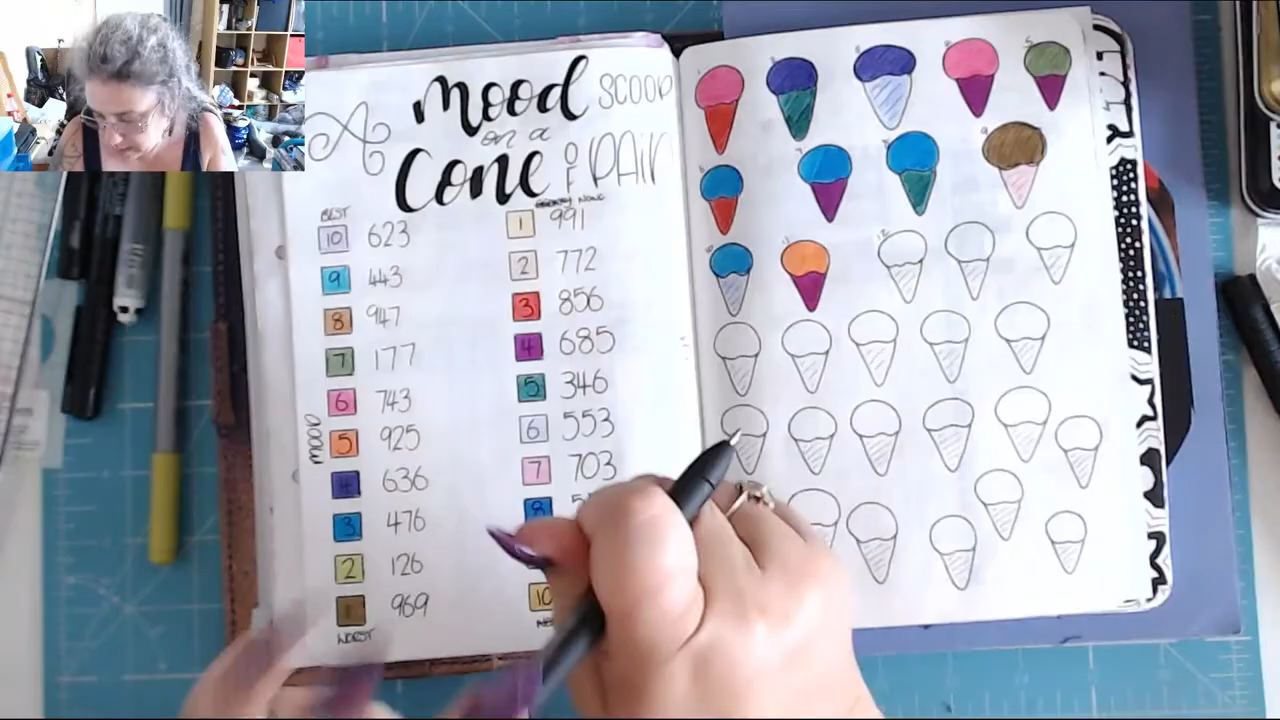 mood SCOOP
on a
Cone OF PAIN
BEST
10 623
9 443
8 947
7 177
6 743
MOOD
5 925
4 636
3 476
2 126
1 969
WORST
NONE
1 991
2 772
3 856
4 685
5 346
6 553
7 703
8
10